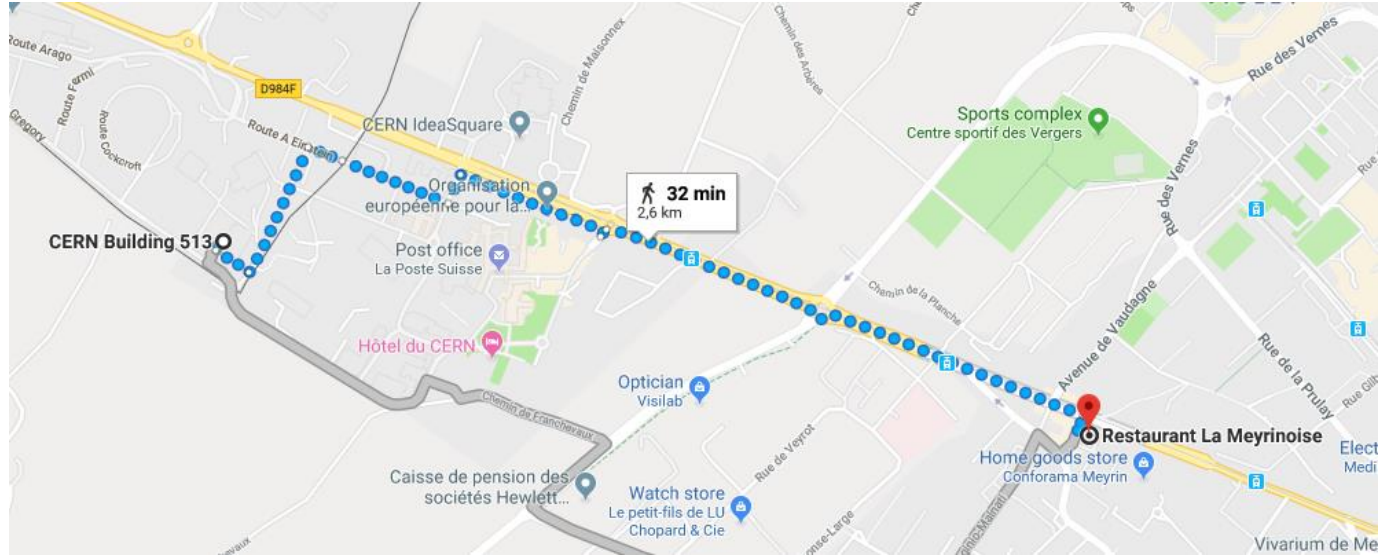 Route Arago
Route Fermi
Gregory
Route Cockcroft
D984F
Route A Einstein
CERN IdeaSquare
Chemin de Maisonnex
Chemin des Arbères
Organisation
européenne pour la...
32 min
2,6 km
CERN Building 513
Post office
La Poste Suisse
Hôtel du CERN
Sports complex
Centre sportif des Vergers
Rue des Vernes
Rue des Vernes
Chemin de la Planche
Avenue de Vaudagne
Rue de la Prulay
Optician
Visilab
Chemin de Franchevaux
Rue de Veyrot
Restaurant La Meyrinoise
Home goods store
Conforama Meyrin
Caisse de pension des
sociétés Hewlett...
Watch store
Le petit-fils de LU
Chopard & Cie
Elect
Medi
Vivarium de Me